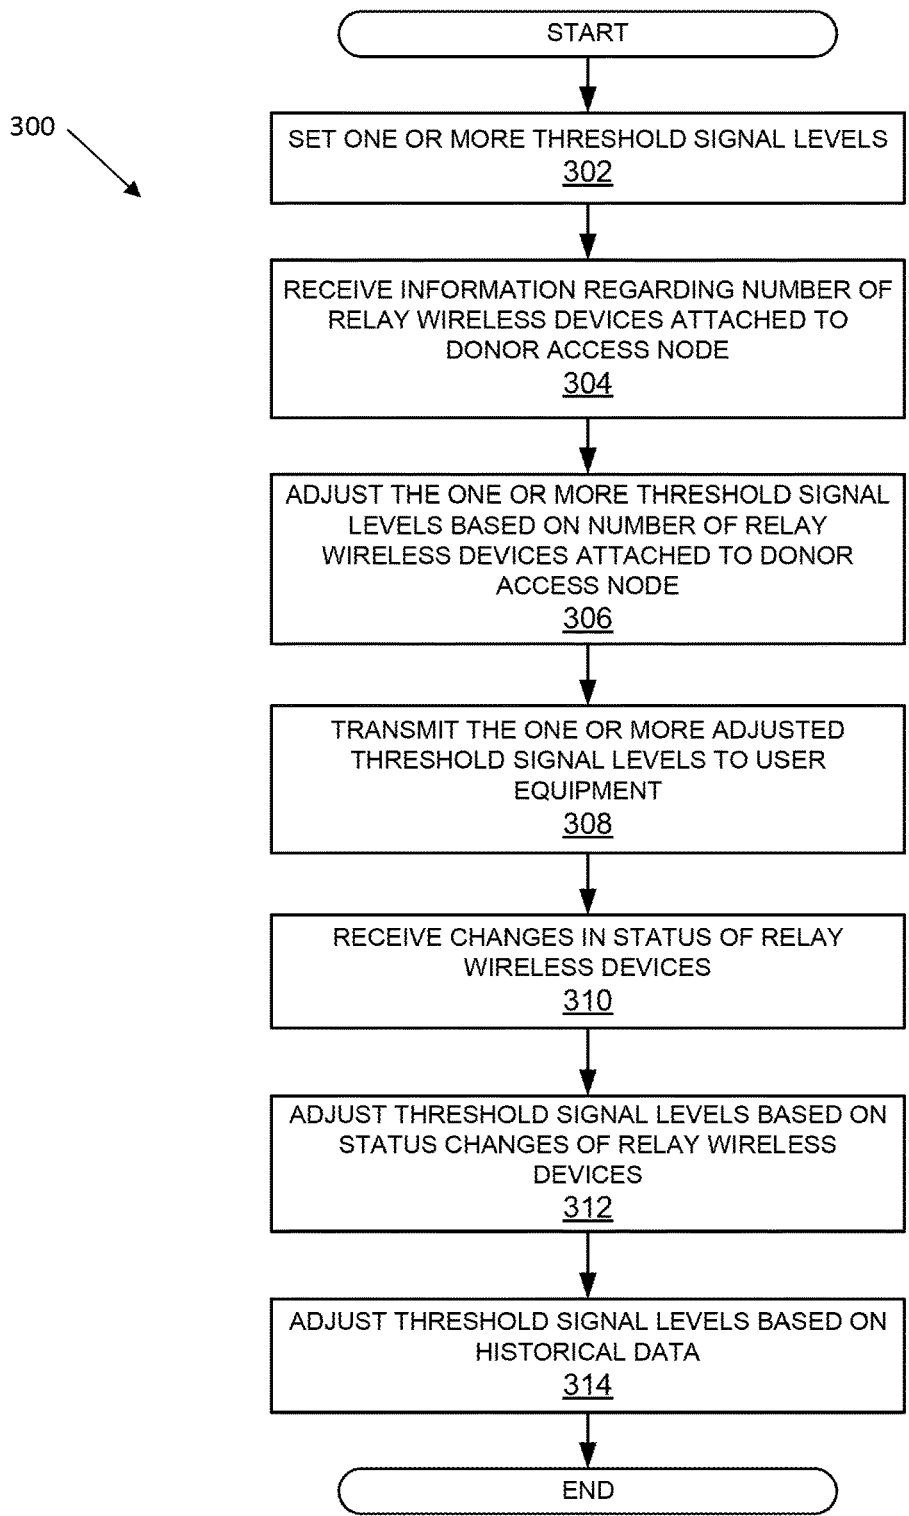 START
300
SET ONE OR MORE THRESHOLD SIGNAL LEVELS
302
RECEIVE INFORMATION REGARDING NUMBER OF
RELAY WIRELESS DEVICES ATTACHED TO
DONOR ACCESS NODE
304
ADJUST THE ONE OR MORE THRESHOLD SIGNAL
LEVELS BASED ON NUMBER OF RELAY
WIRELESS DEVICES ATTACHED TO DONOR
ACCESS NODE
306
TRANSMIT THE ONE OR MORE ADJUSTED
THRESHOLD SIGNAL LEVELS TO USER
EQUIPMENT
308
RECEIVE CHANGES IN STATUS OF RELAY
WIRELESS DEVICES
310
ADJUST THRESHOLD SIGNAL LEVELS BASED ON
STATUS CHANGES OF RELAY WIRELESS
DEVICES
312
ADJUST THRESHOLD SIGNAL LEVELS BASED ON
HISTORICAL DATA
314
END